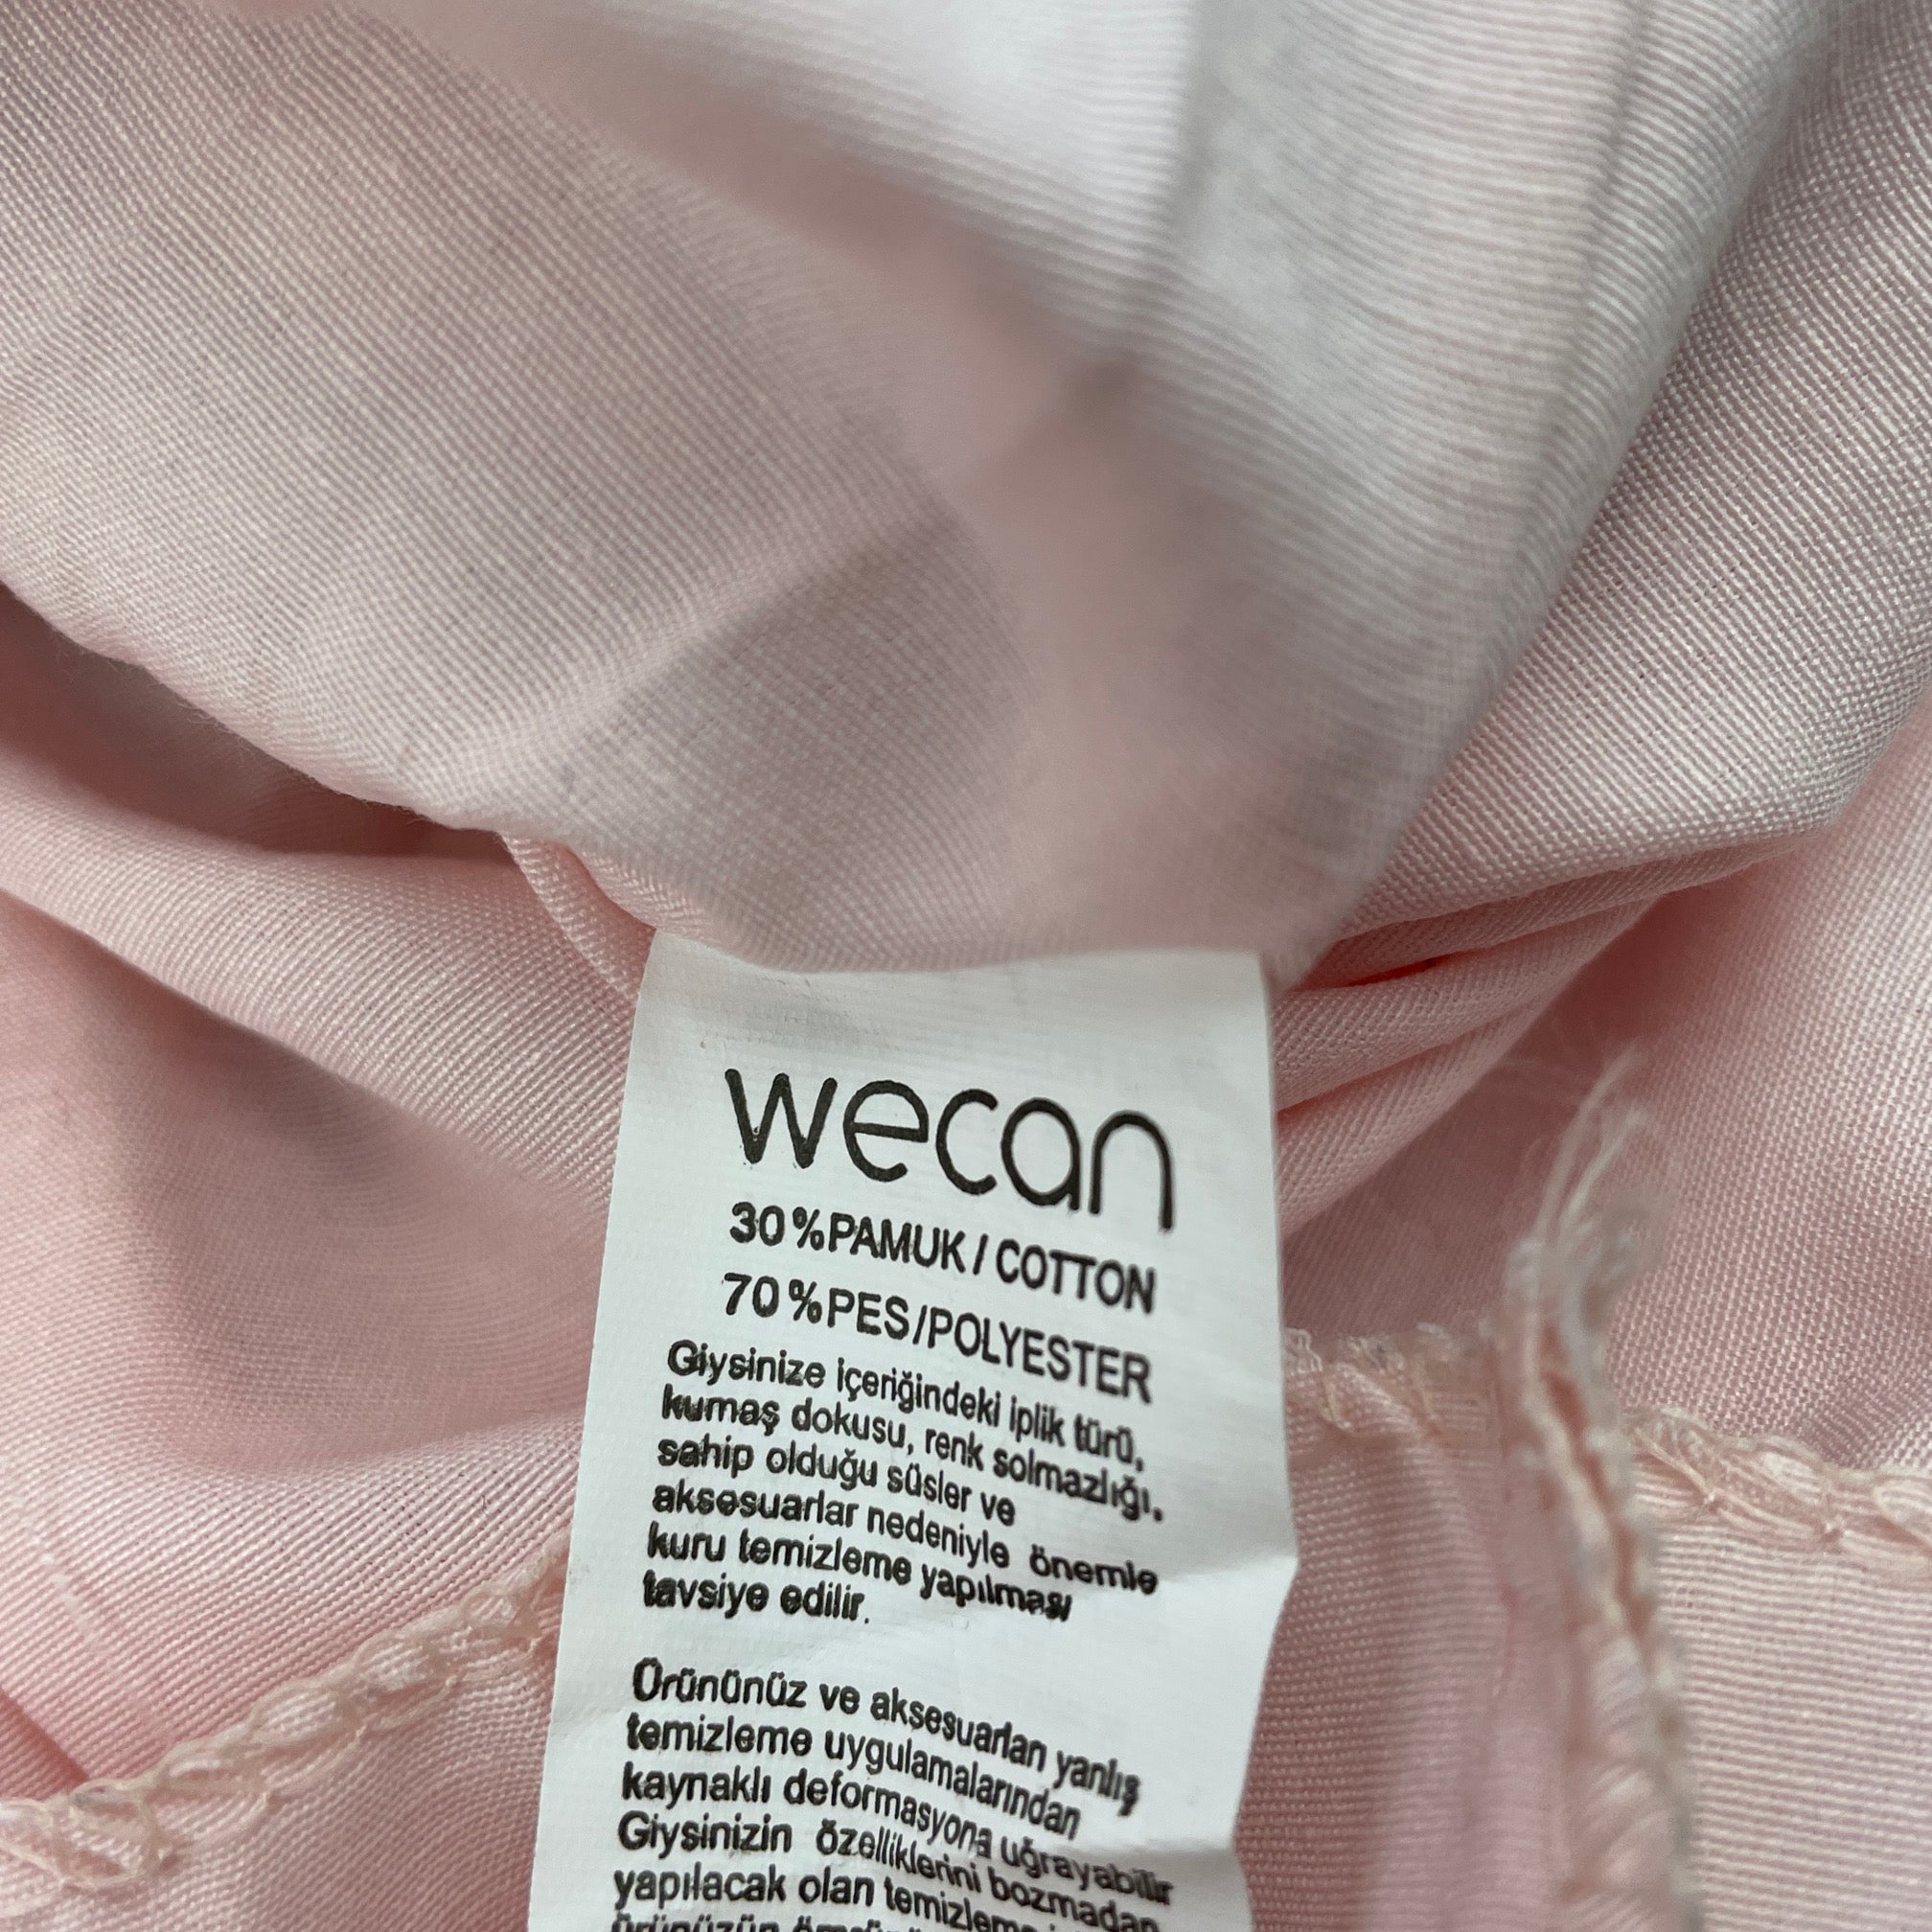 wecan
30%PAMUK / COTTON
70%PES/POLYESTER
Giysinize içeriğindeki iplik türü,
kumaş dokusu, renk solmazlığı,
sahip olduğu süsler ve
aksesuarlar nedeniyle önemle
kuru temizleme yapılması
tavsiye edilir.
Ürününüz ve aksesuarları yanlış
temizleme uygulamalarından
kaynaklı deformasyona uğrayabilir
Giysinizin özelliklerini bozmadan
yapılacak olan
ürününüzün